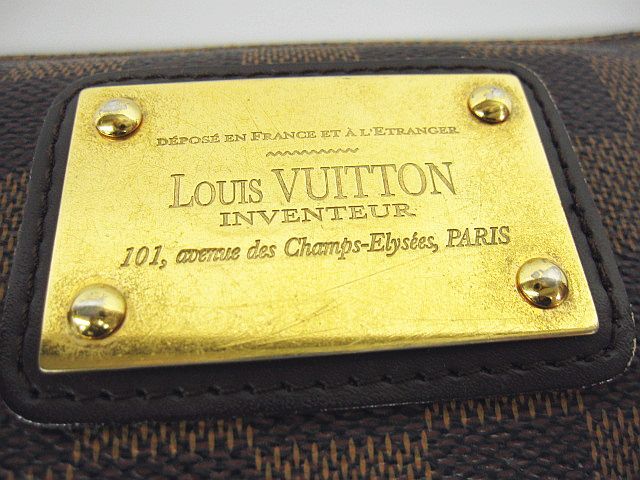 DÉPOSÉ EN FRANCE ET À L'ETRANGER
LOUIS VUITTON
INVENTEUR
101, avenue des Champs-Elysées, PARIS